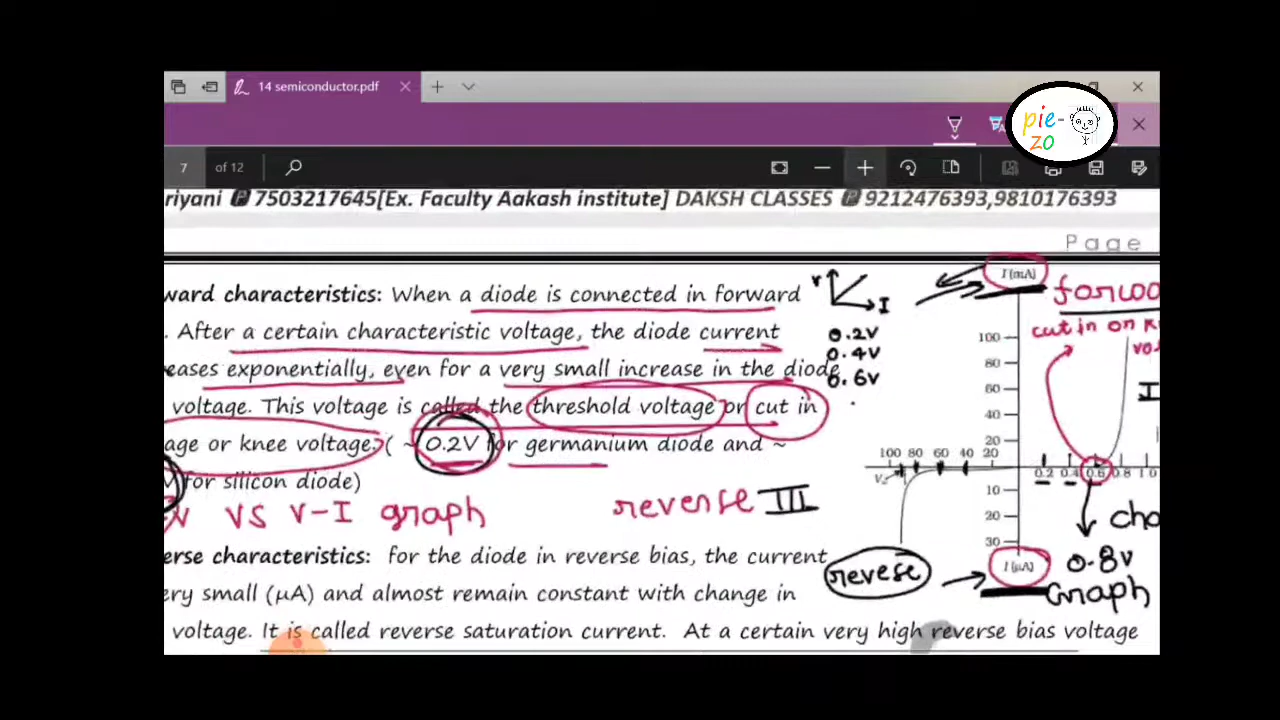 14 semiconductor.pdf
pie-
zo
7 of 12
riyani 7503217645[Ex. Faculty Aakash institute] DAKSH CLASSES 9212476393,9810176393
Page
ward characteristics: When a diode is connected in forward
. After a certain characteristic voltage, the diode current
eases exponentially, even for a very small increase in the diode
voltage. This voltage is called the threshold voltage or cut in
age or knee voltage. ( ~ 0.2V for germanium diode and ~
V for silicon diode)
V vs V-I graph
reverse III
erse characteristics: for the diode in reverse bias, the current
ery small (μA) and almost remain constant with change in
voltage. It is called reverse saturation current. At a certain very high reverse bias voltage
V
I
0.2V
0.4V
0.6V
I (mA)
forwa
cut in on K
vo
100
80
60
40
20
I
100 80 60 40 20
0.2 0.4 0.6 0.8 1.0
10
20
30
I (μA)
revese
cha
0.8V
Graph